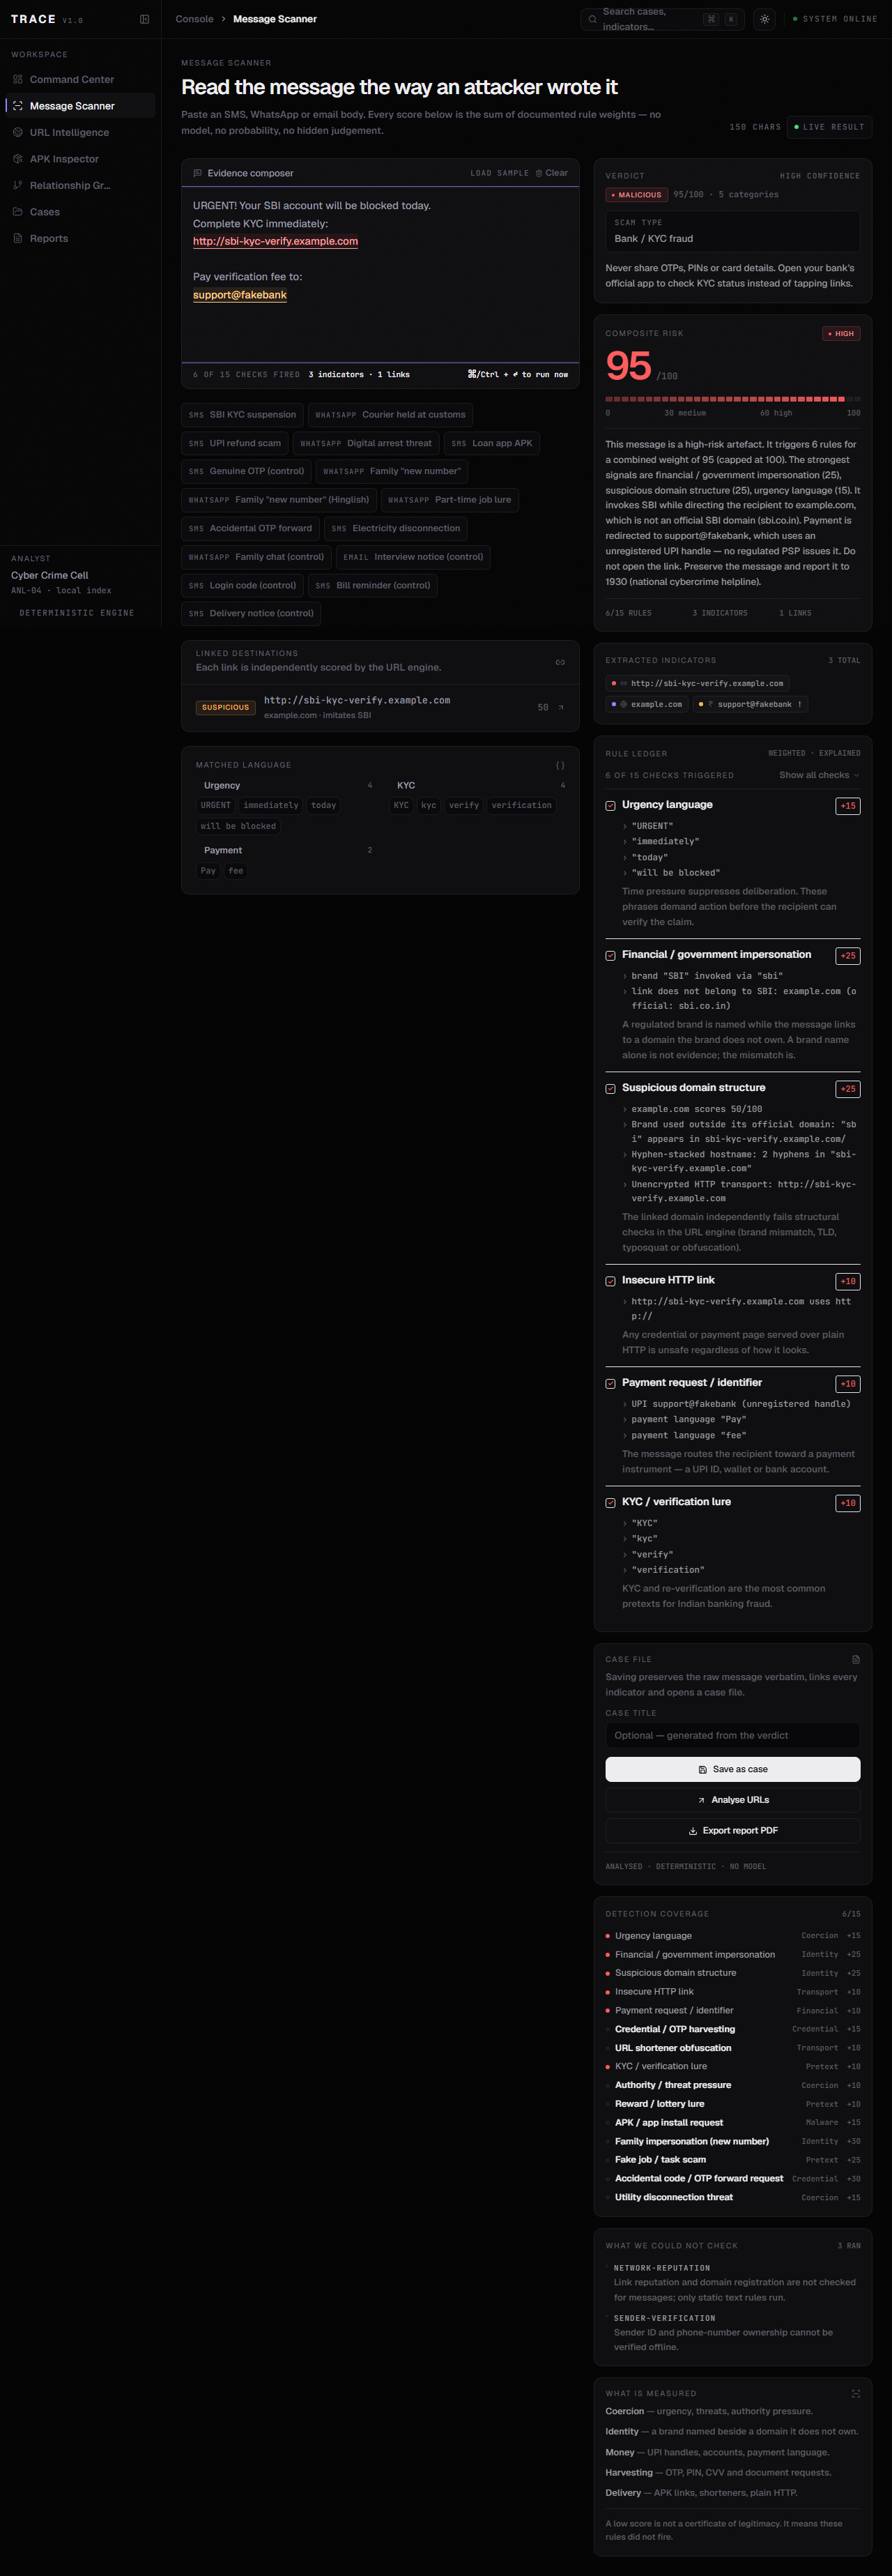 TRACE V1.0
WORKSPACE
Command Center
Message Scanner
URL Intelligence
APK Inspector
Relationship Gr...
Cases
Reports
ANALYST
Cyber Crime Cell
ANL-04 · local index
DETERMINISTIC ENGINE
Console > Message Scanner
Search cases, indicators...
⌘ K
SYSTEM ONLINE
MESSAGE SCANNER
Read the message the way an attacker wrote it
Paste an SMS, WhatsApp or email body. Every score below is the sum of documented rule weights — no
model, no probability, no hidden judgement.
150 CHARS LIVE RESULT
Evidence composer LOAD SAMPLE Clear
URGENT! Your SBI account will be blocked today.
Complete KYC immediately:
http://sbi-kyc-verify.example.com
Pay verification fee to:
support@fakebank
6 OF 15 CHECKS FIRED 3 indicators · 1 links ⌘/Ctrl + ↵ to run now
SMS SBI KYC suspension WHATSAPP Courier held at customs
SMS UPI refund scam WHATSAPP Digital arrest threat SMS Loan app APK
SMS Genuine OTP (control) WHATSAPP Family "new number"
WHATSAPP Family "new number" (Hinglish) WHATSAPP Part-time job lure
SMS Accidental OTP forward SMS Electricity disconnection
WHATSAPP Family chat (control) EMAIL Interview notice (control)
SMS Login code (control) SMS Bill reminder (control)
SMS Delivery notice (control)
LINKED DESTINATIONS
Each link is independently scored by the URL engine.
SUSPICIOUS http://sbi-kyc-verify.example.com 50
example.com · imitates SBI
MATCHED LANGUAGE
Urgency 4 KYC 4
URGENT immediately today KYC kyc verify verification
will be blocked
Payment 2
Pay fee
VERDICT HIGH CONFIDENCE
MALICIOUS 95/100 · 5 categories
SCAM TYPE
Bank / KYC fraud
Never share OTPs, PINs or card details. Open your bank's
official app to check KYC status instead of tapping links.
COMPOSITE RISK HIGH
95 /100
0 30 medium 60 high 100
This message is a high-risk artefact. It triggers 6 rules for
a combined weight of 95 (capped at 100). The strongest
signals are financial / government impersonation (25),
suspicious domain structure (25), urgency language (15). It
invokes SBI while directing the recipient to example.com,
which is not an official SBI domain (sbi.co.in). Payment is
redirected to support@fakebank, which uses an
unregistered UPI handle — no regulated PSP issues it. Do
not open the link. Preserve the message and report it to
1930 (national cybercrime helpline).
6/15 RULES 3 INDICATORS 1 LINKS
EXTRACTED INDICATORS 3 TOTAL
http://sbi-kyc-verify.example.com
example.com ₹ support@fakebank !
RULE LEDGER WEIGHTED · EXPLAINED
6 OF 15 CHECKS TRIGGERED Show all checks
Urgency language +15
› "URGENT"
› "immediately"
› "today"
› "will be blocked"
Time pressure suppresses deliberation. These
phrases demand action before the recipient can
verify the claim.
Financial / government impersonation +25
› brand "SBI" invoked via "sbi"
› link does not belong to SBI: example.com (o
fficial: sbi.co.in)
A regulated brand is named while the message links
to a domain the brand does not own. A brand name
alone is not evidence; the mismatch is.
Suspicious domain structure +25
› example.com scores 50/100
› Brand used outside its official domain: "sb
i" appears in sbi-kyc-verify.example.com/
› Hyphen-stacked hostname: 2 hyphens in "sbi-
kyc-verify.example.com"
› Unencrypted HTTP transport: http://sbi-kyc-
verify.example.com
The linked domain independently fails structural
checks in the URL engine (brand mismatch, TLD,
typosquat or obfuscation).
Insecure HTTP link +10
› http://sbi-kyc-verify.example.com uses htt
p://
Any credential or payment page served over plain
HTTP is unsafe regardless of how it looks.
Payment request / identifier +10
› UPI support@fakebank (unregistered handle)
› payment language "Pay"
› payment language "fee"
The message routes the recipient toward a payment
instrument — a UPI ID, wallet or bank account.
KYC / verification lure +10
› "KYC"
› "kyc"
› "verify"
› "verification"
KYC and re-verification are the most common
pretexts for Indian banking fraud.
CASE FILE
Saving preserves the raw message verbatim, links every
indicator and opens a case file.
CASE TITLE
Optional — generated from the verdict
Save as case
Analyse URLs
Export report PDF
ANALYSED · DETERMINISTIC · NO MODEL
DETECTION COVERAGE 6/15
Urgency language Coercion +15
Financial / government impersonation Identity +25
Suspicious domain structure Identity +25
Insecure HTTP link Transport +10
Payment request / identifier Financial +10
Credential / OTP harvesting Credential +15
URL shortener obfuscation Transport +10
KYC / verification lure Pretext +10
Authority / threat pressure Coercion +10
Reward / lottery lure Pretext +10
APK / app install request Malware +15
Family impersonation (new number) Identity +30
Fake job / task scam Pretext +25
Accidental code / OTP forward request Credential +30
Utility disconnection threat Coercion +15
WHAT WE COULD NOT CHECK 3 RAN
NETWORK-REPUTATION
Link reputation and domain registration are not checked
for messages; only static text rules run.
SENDER-VERIFICATION
Sender ID and phone-number ownership cannot be
verified offline.
WHAT IS MEASURED
Coercion — urgency, threats, authority pressure.
Identity — a brand named beside a domain it does not own.
Money — UPI handles, accounts, payment language.
Harvesting — OTP, PIN, CVV and document requests.
Delivery — APK links, shorteners, plain HTTP.
A low score is not a certificate of legitimacy. It means these
rules did not fire.